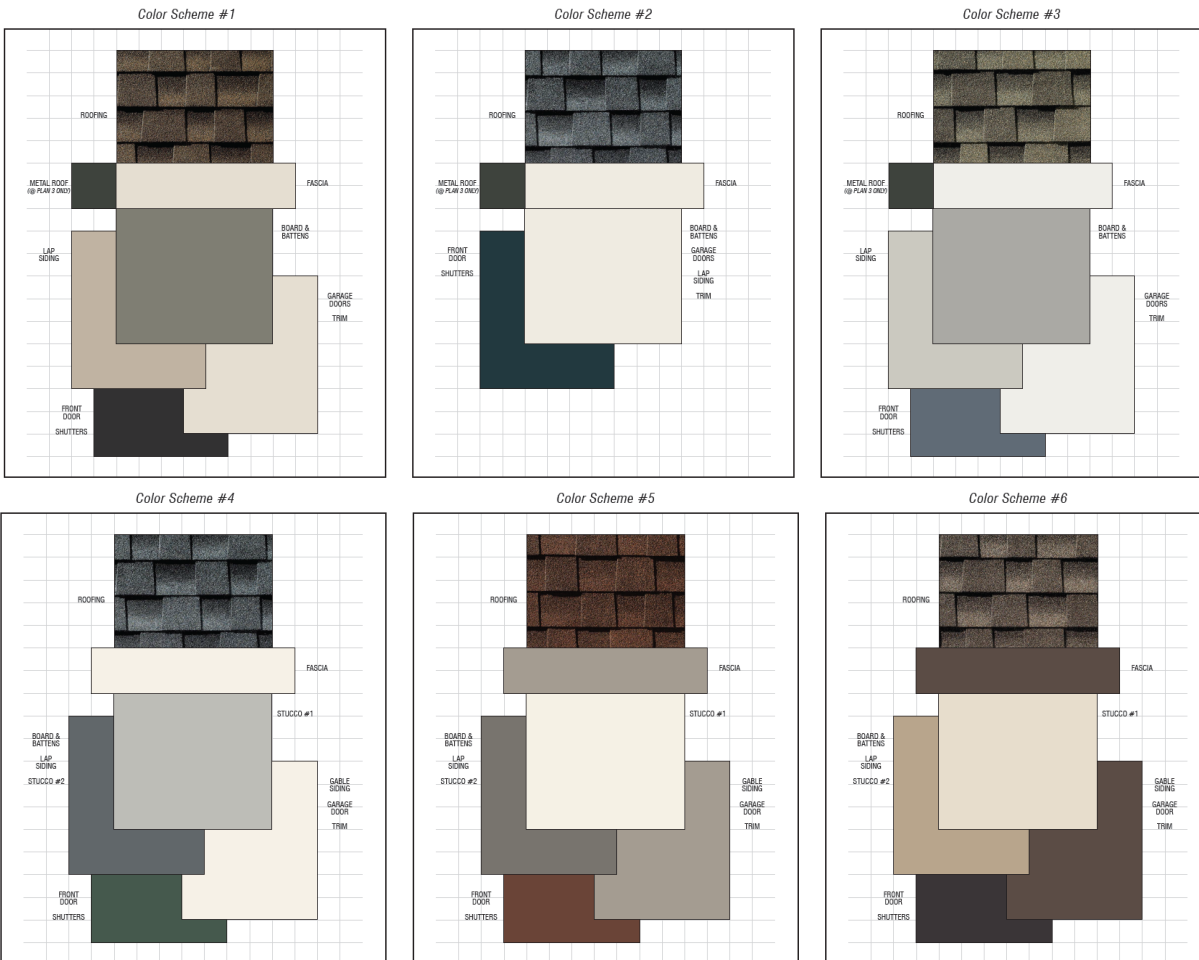 Color Scheme #1
ROOFING
METAL ROOF
(@ PLAN 3 ONLY)
FASCIA
BOARD &
BATTENS
LAP
SIDING
GARAGE
DOORS
TRIM
FRONT
DOOR
SHUTTERS
Color Scheme #2
ROOFING
METAL ROOF
(@ PLAN 3 ONLY)
FASCIA
BOARD &
BATTENS
GARAGE
DOORS
LAP
SIDING
TRIM
FRONT
DOOR
SHUTTERS
Color Scheme #3
ROOFING
METAL ROOF
(@ PLAN 3 ONLY)
FASCIA
BOARD &
BATTENS
LAP
SIDING
GARAGE
DOORS
TRIM
FRONT
DOOR
SHUTTERS
Color Scheme #4
ROOFING
FASCIA
STUCCO #1
BOARD &
BATTENS
LAP
SIDING
STUCCO #2
GABLE
SIDING
GARAGE
DOOR
TRIM
FRONT
DOOR
SHUTTERS
Color Scheme #5
ROOFING
FASCIA
STUCCO #1
BOARD &
BATTENS
LAP
SIDING
STUCCO #2
GABLE
SIDING
GARAGE
DOOR
TRIM
FRONT
DOOR
SHUTTERS
Color Scheme #6
ROOFING
FASCIA
STUCCO #1
BOARD &
BATTENS
LAP
SIDING
STUCCO #2
GABLE
SIDING
GARAGE
DOOR
TRIM
FRONT
DOOR
SHUTTERS